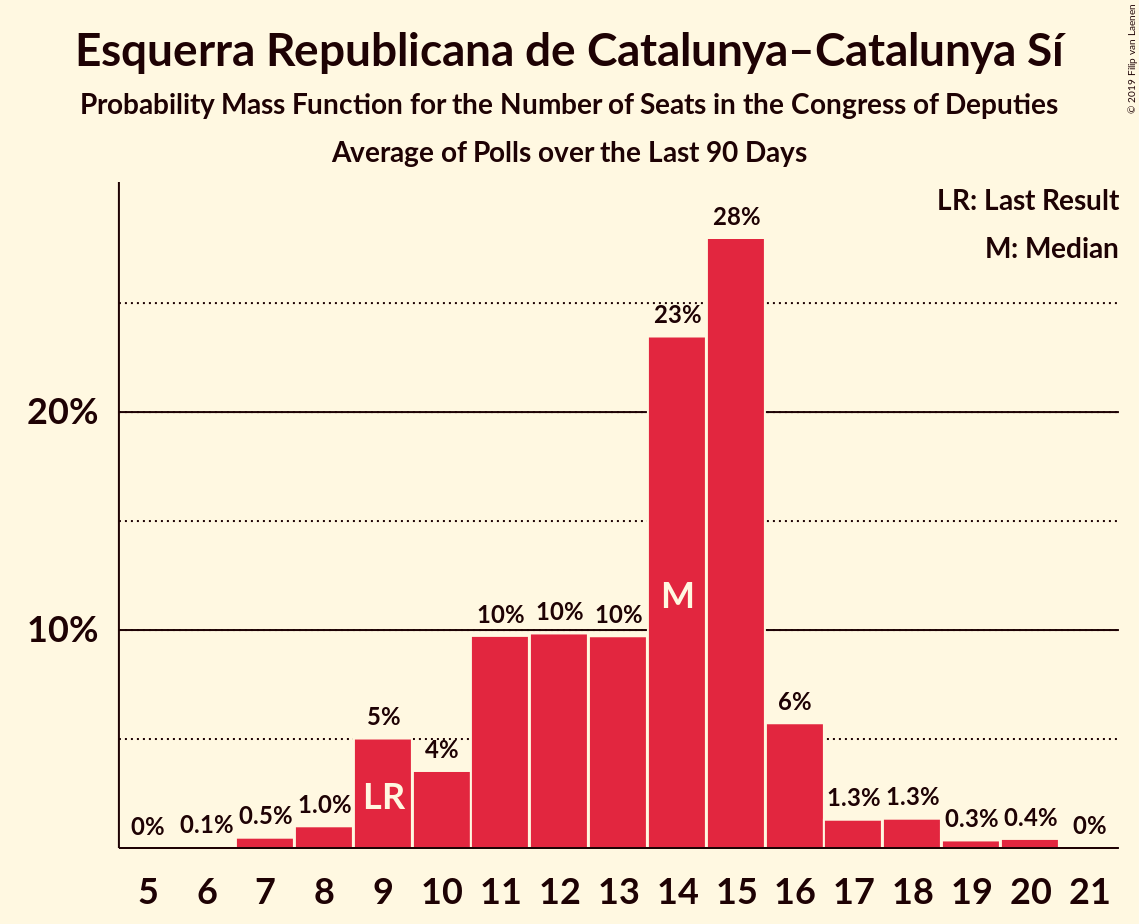 Esquerra Republicana de Catalunya–Catalunya Sí
Probability Mass Function for the Number of Seats in the Congress of Deputies
Average of Polls over the Last 90 Days
© 2019 Filip van Laenen
LR: Last Result
M: Median
28%
23%
20%
M
10%
10%
10%
10%
6%
5%
4%
LR
0%
0.1%
0.5%
1.0%
1.3%
1.3%
0.3%
0.4%
0%
5 6 7 8 9 10 11 12 13 14 15 16 17 18 19 20 21